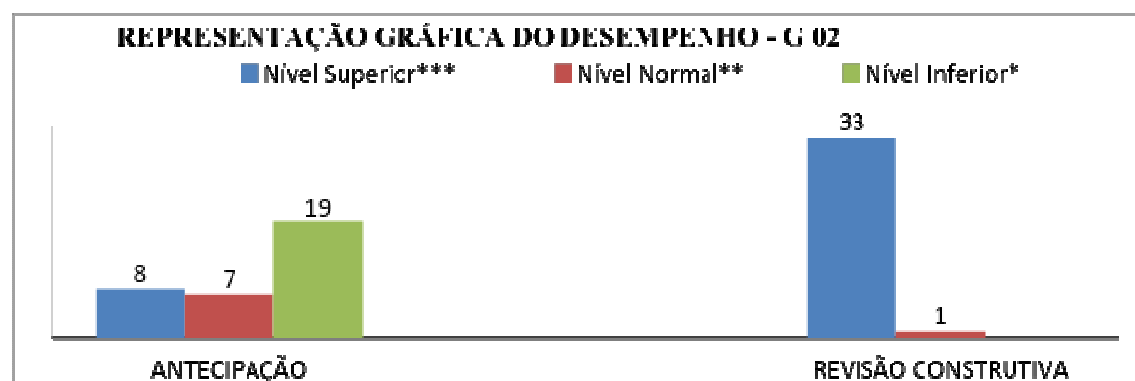 REPRESENTAÇÃO GRÁFICA DO DESEMPENHO - G 02
Nível Superior*** Nível Normal** Nível Inferior*
33
19
8
7
1
ANTECIPAÇÃO REVISÃO CONSTRUTIVA